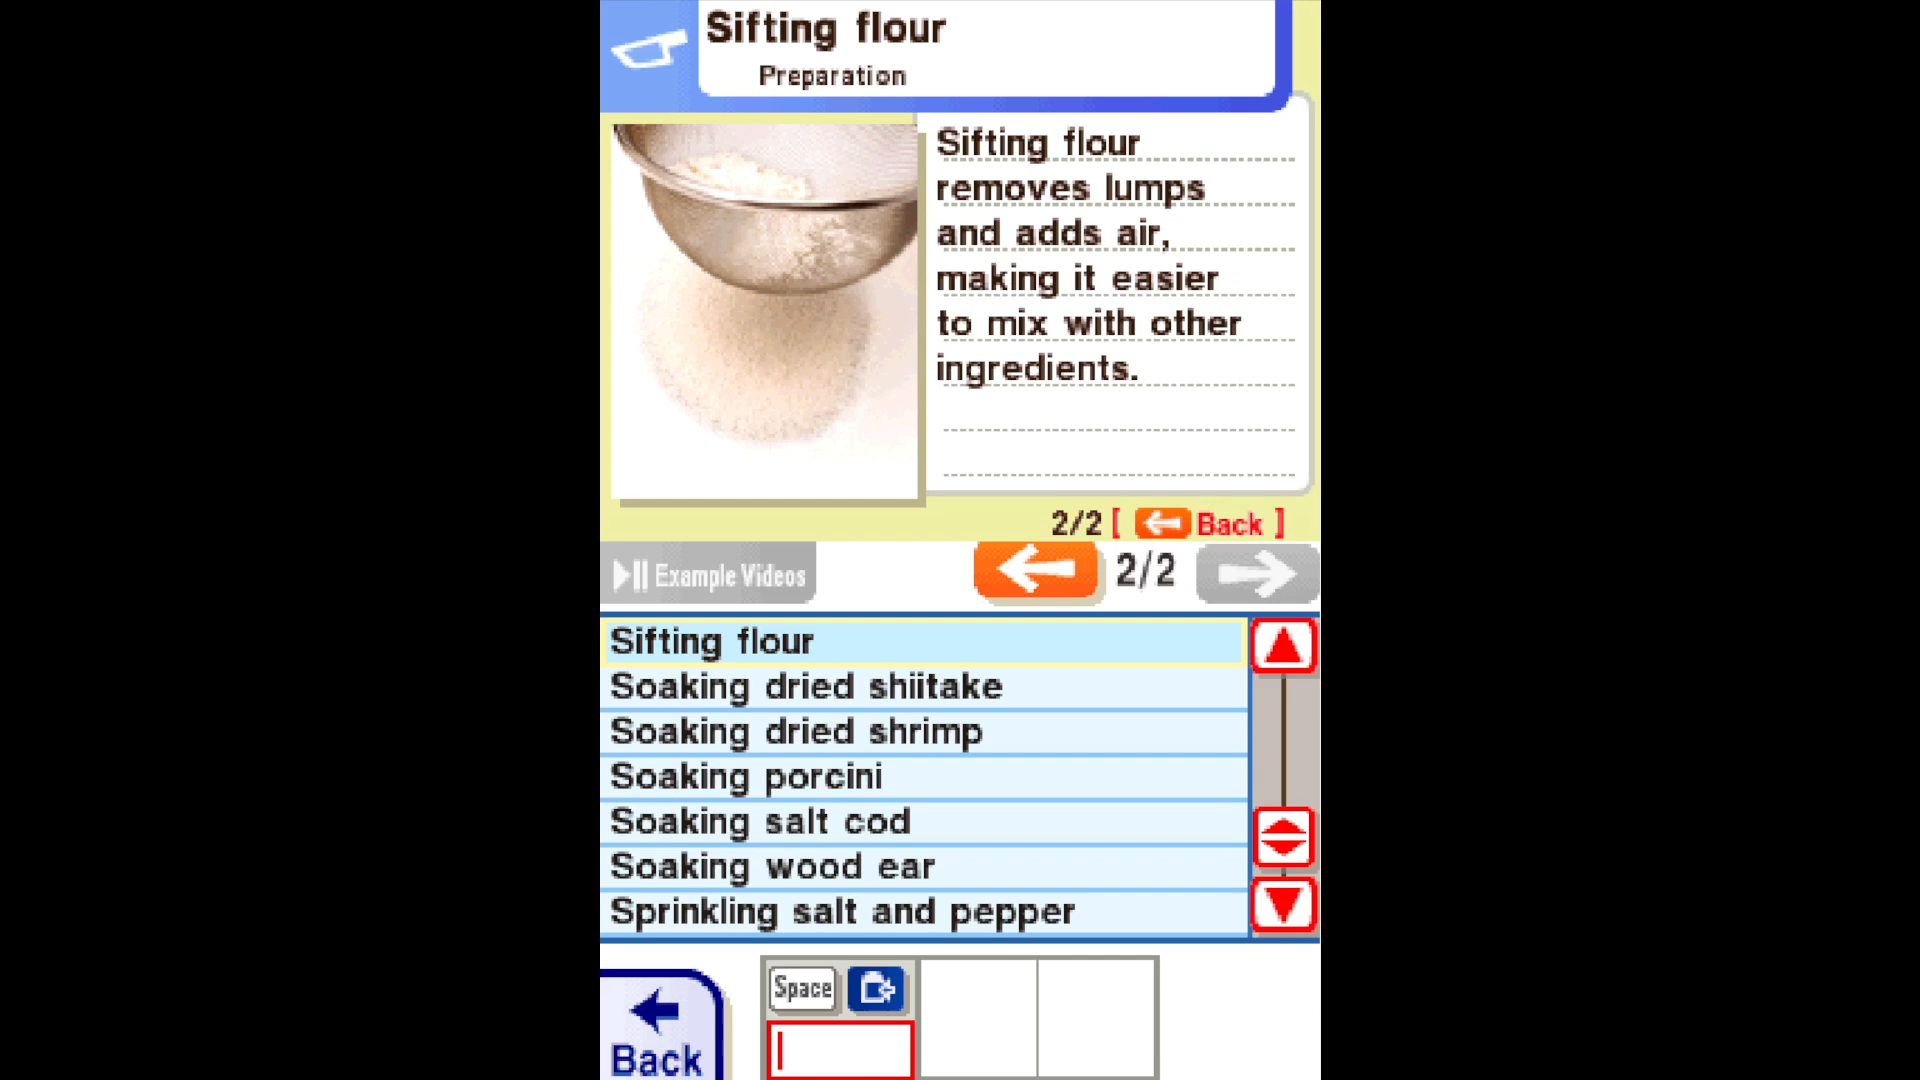 Sifting flour
Preparation
Sifting flour
removes lumps
and adds air,
making it easier
to mix with other
ingredients.
2/2 [ Back ]
Example Videos
2/2
Sifting flour
Soaking dried shiitake
Soaking dried shrimp
Soaking porcini
Soaking salt cod
Soaking wood ear
Sprinkling salt and pepper
Space
Back